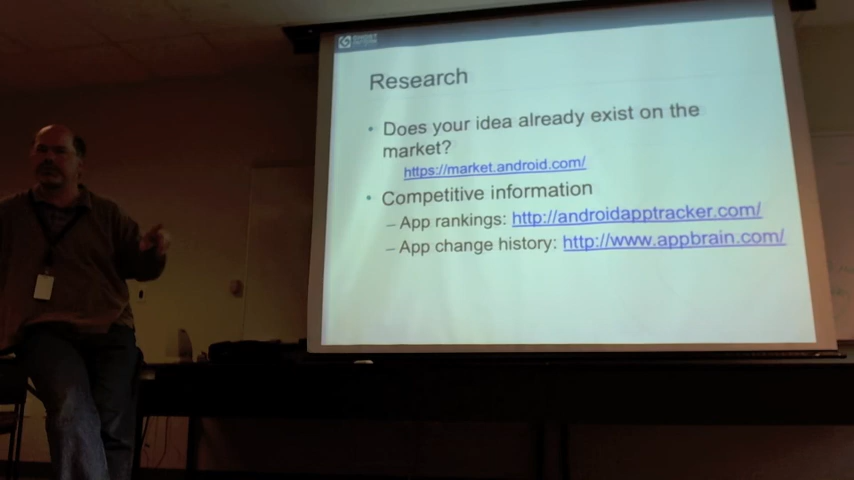 Research
• Does your idea already exist on the
market?
https://market.android.com/
• Competitive information
– App rankings: http://androidapptracker.com/
– App change history: http://www.appbrain.com/